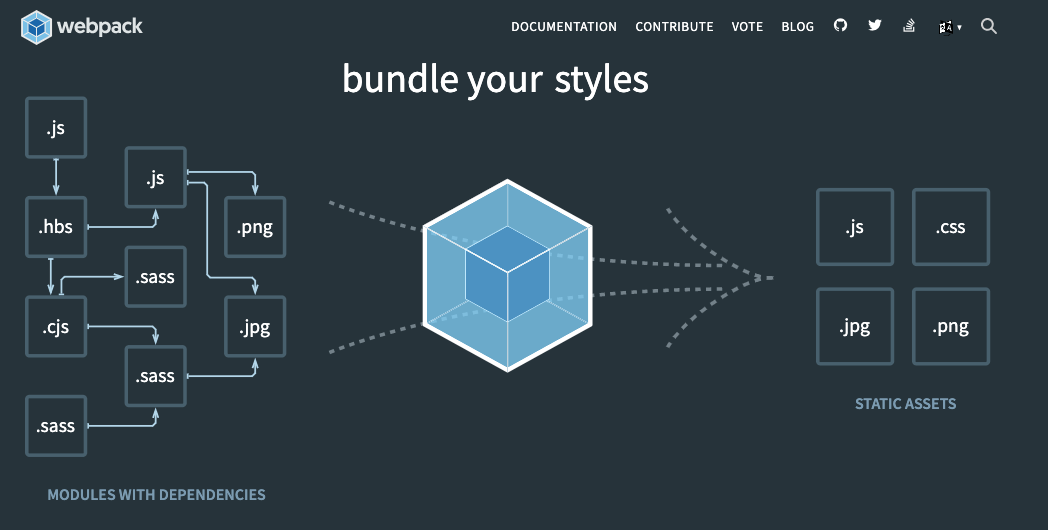 webpack
DOCUMENTATION CONTRIBUTE VOTE BLOG
bundle your styles
.js
.js
.hbs
.png
.sass
.cjs
.jpg
.sass
.sass
MODULES WITH DEPENDENCIES
.js
.css
.jpg
.png
STATIC ASSETS